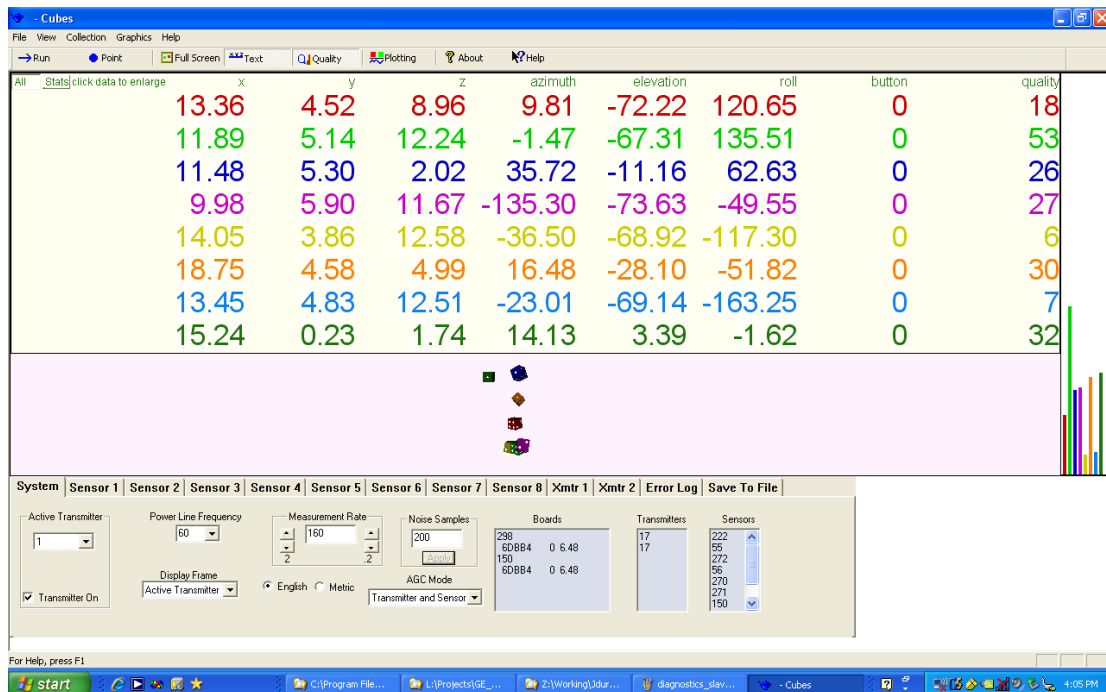 - Cubes
File View Collection Graphics Help
Run Point Full Screen xyz Text Quality Plotting About Help
All Stats click data to enlarge x y z azimuth elevation roll button quality
13.36 4.52 8.96 9.81 -72.22 120.65 0 18
11.89 5.14 12.24 -1.47 -67.31 135.51 0 53
11.48 5.30 2.02 35.72 -11.16 62.63 0 26
9.98 5.90 11.67 -135.30 -73.63 -49.55 0 27
14.05 3.86 12.58 -36.50 -68.92 -117.30 0 6
18.75 4.58 4.99 16.48 -28.10 -51.82 0 30
13.45 4.83 12.51 -23.01 -69.14 -163.25 0 7
15.24 0.23 1.74 14.13 3.39 -1.62 0 32
System Sensor 1 Sensor 2 Sensor 3 Sensor 4 Sensor 5 Sensor 6 Sensor 7 Sensor 8 Xmtr 1 Xmtr 2 Error Log Save To File
Active Transmitter Power Line Frequency Measurement Rate Noise Samples Boards Transmitters Sensors
1 60 160 200 298 17 222
6DBB4 0 6.48 17 55
2 .2 Apply 150 272
6DBB4 0 6.48 56
Display Frame AGC Mode 270
Active Transmitter English Metric 271
Transmitter On Transmitter and Sensor 150
For Help, press F1
start C:\Program File... L:\Projects\GE_... Z:\Working\Jdur... diagnostics_slav... - Cubes 4:05 PM